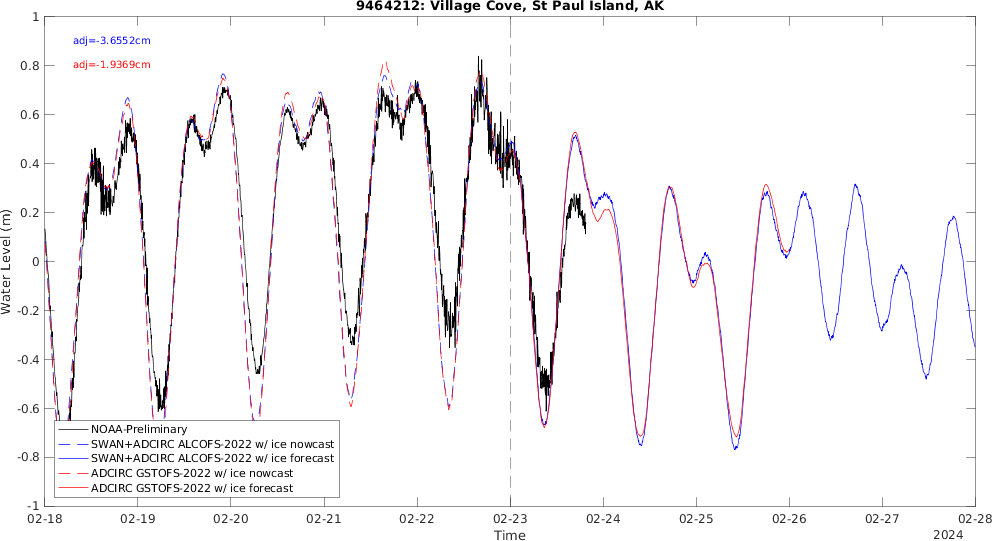 9464212: Village Cove, St Paul Island, AK
adj=-3.6552cm
adj=-1.9369cm
Water Level (m)
1
0.8
0.6
0.4
0.2
0
-0.2
-0.4
-0.6
-0.8
-1
NOAA-Preliminary
SWAN+ADCIRC ALCOFS-2022 w/ ice nowcast
SWAN+ADCIRC ALCOFS-2022 w/ ice forecast
ADCIRC GSTOFS-2022 w/ ice nowcast
ADCIRC GSTOFS-2022 w/ ice forecast
02-18 02-19 02-20 02-21 02-22 02-23 02-24 02-25 02-26 02-27 02-28
Time
2024